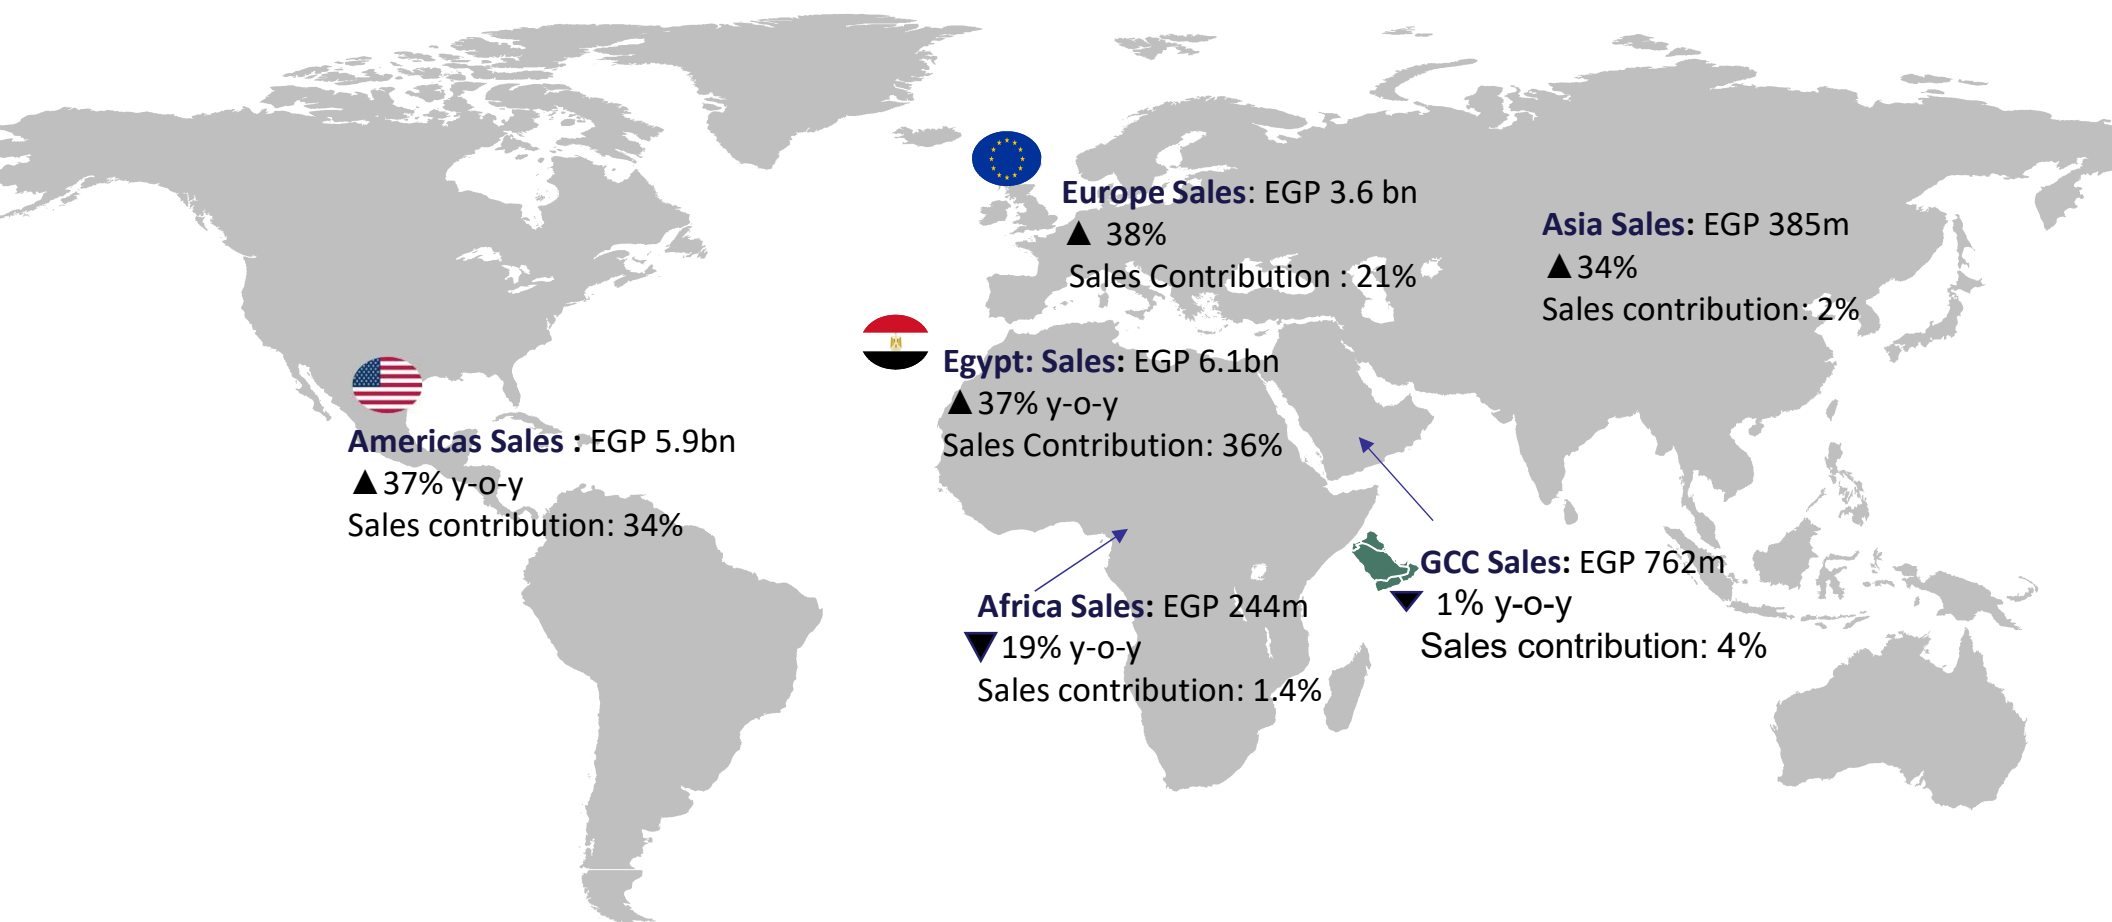 Europe Sales: EGP 3.6 bn
▲ 38%
Sales Contribution : 21%
Asia Sales: EGP 385m
▲34%
Sales contribution: 2%
Egypt: Sales: EGP 6.1bn
▲37% y-o-y
Sales Contribution: 36%
Americas Sales : EGP 5.9bn
▲37% y-o-y
Sales contribution: 34%
GCC Sales: EGP 762m
▼ 1% y-o-y
Sales contribution: 4%
Africa Sales: EGP 244m
▼19% y-o-y
Sales contribution: 1.4%